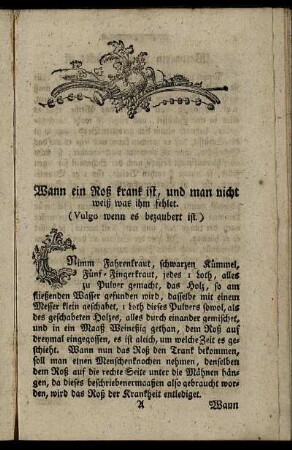 Wann ein Roß krank ist, und man nicht
weiß was ihm fehlet.
(Vulgo wenn es bezaubert ist.)
Nimm Fahrenkraut, schwarzen Kümmel,
Fünf-Fingerkraut, jedes 1 Loth, alles
zu Pulver gemacht, das Holz, so am
fließenden Wasser gefunden wird, dasselbe mit einem
Messer klein geschabet, 1 Loth dieses Pulvers sowol, als
des geschabeten Holzes, alles durch einander gemischet,
und in ein Maaß Weineßig gethan, dem Roß auf
dreymal eingegossen, es ist gleich, um welche Zeit es ge-
schieht. Wann nun das Roß den Trank bekommen,
soll man einen Menschenknochen nehmen, denselben
dem Roß auf die rechte Seite unter die Mähnen hän-
gen, da dieses beschriebenermaaßen also gebraucht wor-
den, wird das Roß der Krankheit entlediget.
A Wann